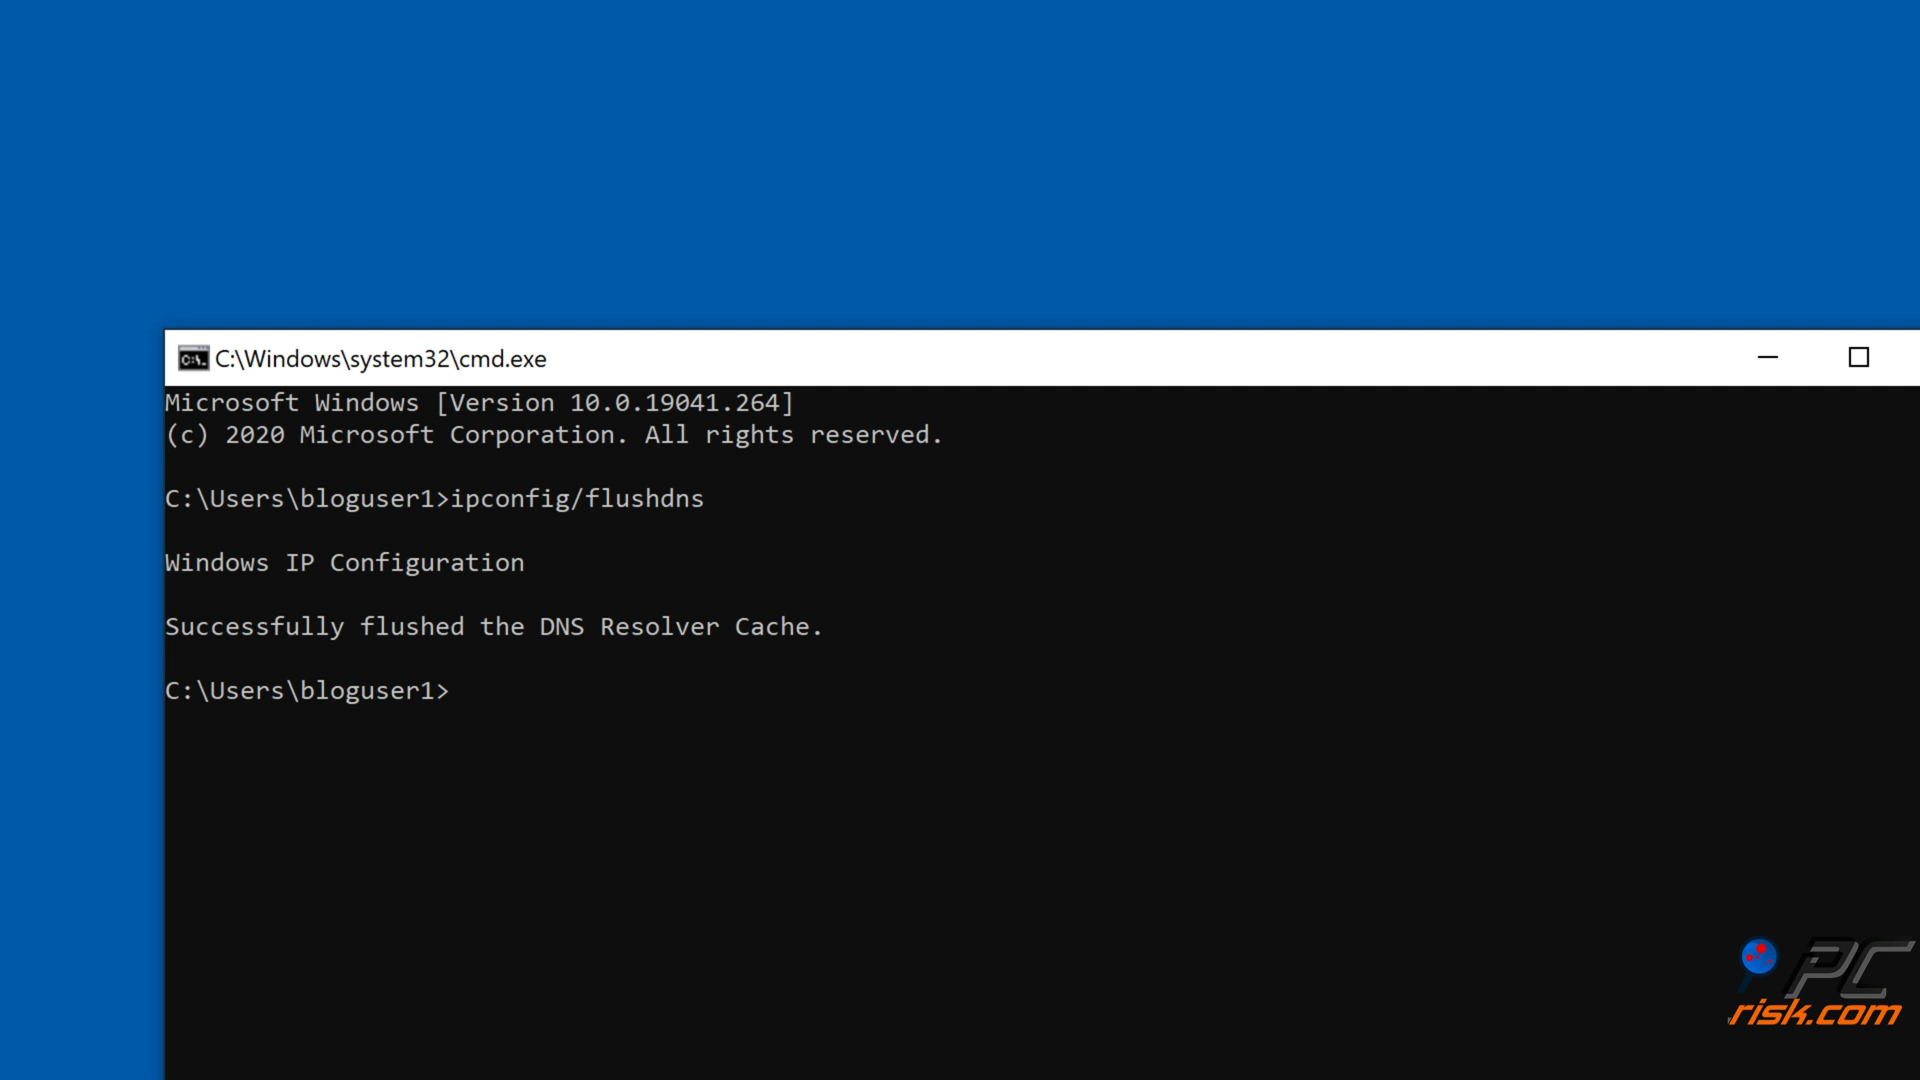 C:\Windows\system32\cmd.exe
Microsoft Windows [Version 10.0.19041.264]
(c) 2020 Microsoft Corporation. All rights reserved.
C:\Users\bloguser1>ipconfig/flushdns
Windows IP Configuration
Successfully flushed the DNS Resolver Cache.
C:\Users\bloguser1>
PC
risk.com